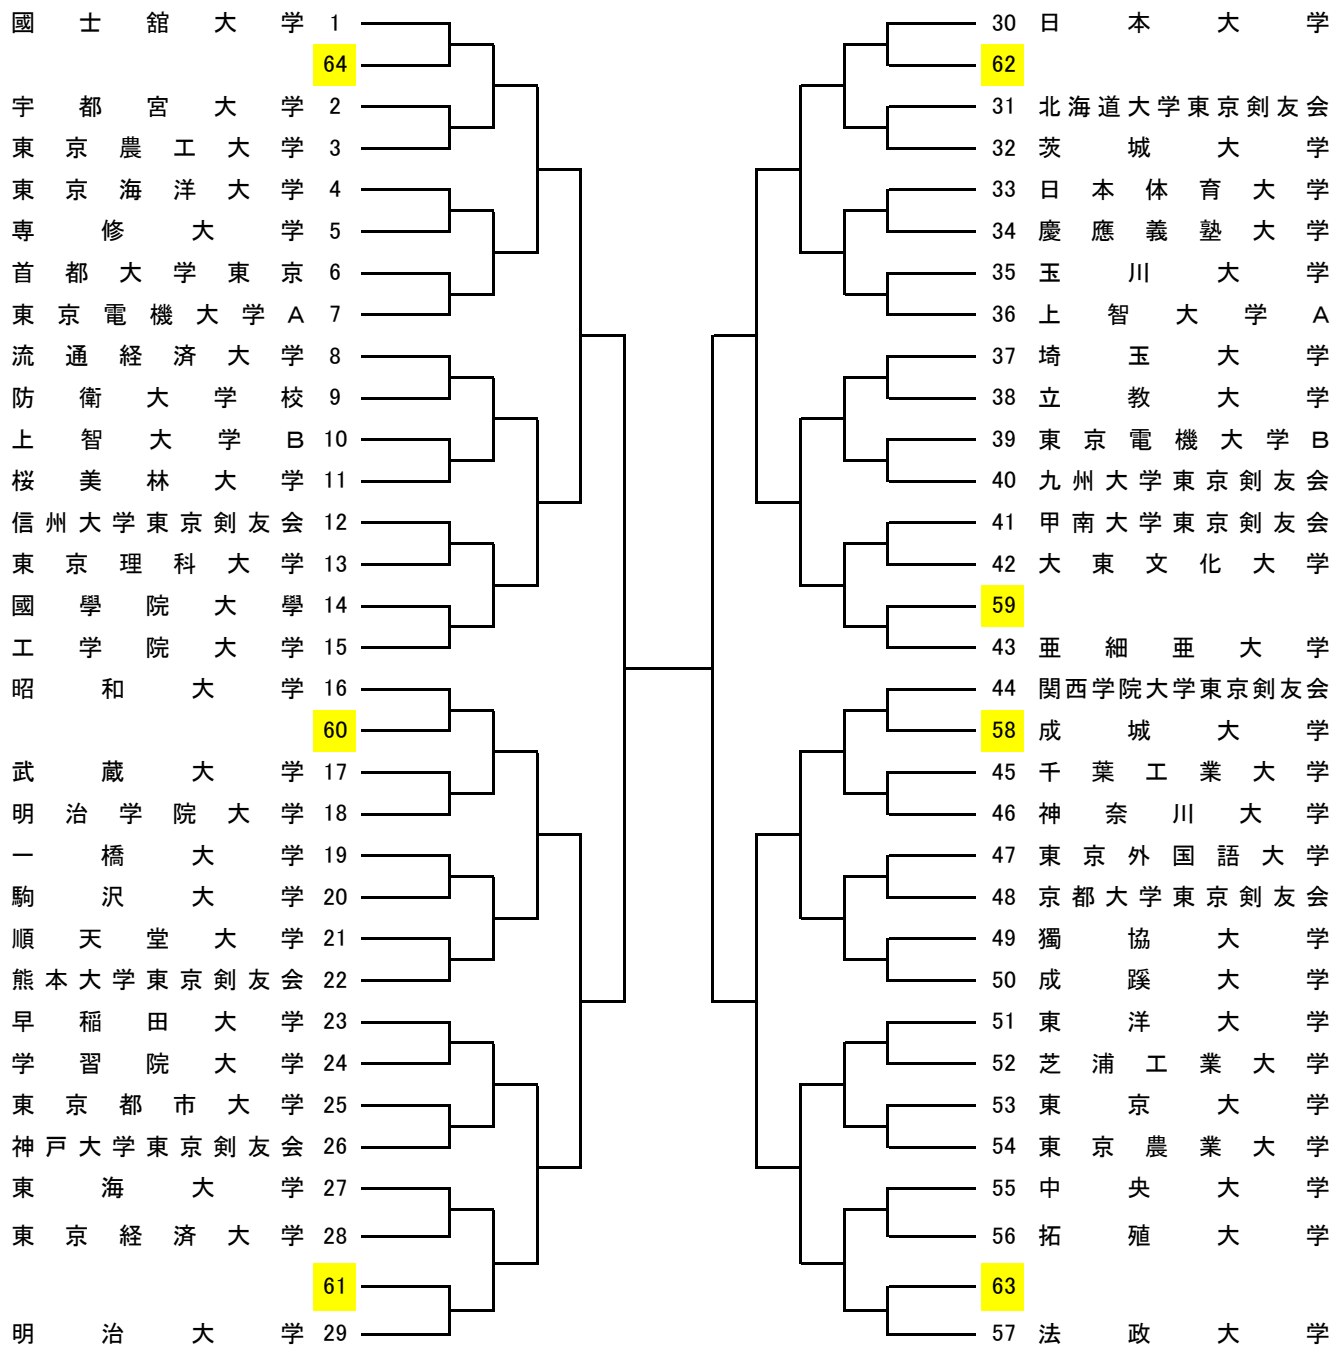 國士舘大学 1
64
宇都宮大学 2
東京農工大学 3
東京海洋大学 4
専修大学 5
首都大学東京 6
東京電機大学A 7
流通経済大学 8
防衛大学校 9
上智大学B 10
桜美林大学 11
信州大学東京剣友会 12
東京理科大学 13
國學院大學 14
工学院大学 15
昭和大学 16
60
武蔵大学 17
明治学院大学 18
一橋大学 19
駒沢大学 20
順天堂大学 21
熊本大学東京剣友会 22
早稲田大学 23
学習院大学 24
東京都市大学 25
神戸大学東京剣友会 26
東海大学 27
東京経済大学 28
61
明治大学 29
30 日本大学
62
31 北海道大学東京剣友会
32 茨城大学
33 日本体育大学
34 慶應義塾大学
35 玉川大学
36 上智大学A
37 埼玉大学
38 立教大学
39 東京電機大学B
40 九州大学東京剣友会
41 甲南大学東京剣友会
42 大東文化大学
59
43 亜細亜大学
44 関西学院大学東京剣友会
58 成城大学
45 千葉工業大学
46 神奈川大学
47 東京外国語大学
48 京都大学東京剣友会
49 獨協大学
50 成蹊大学
51 東洋大学
52 芝浦工業大学
53 東京大学
54 東京農業大学
55 中央大学
56 拓殖大学
63
57 法政大学